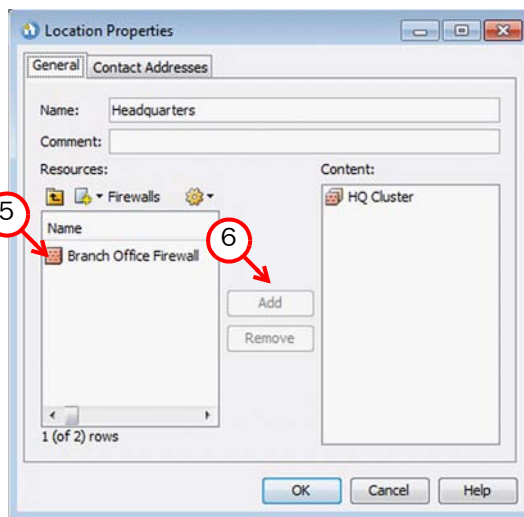 Location Properties
General Contact Addresses
Name: Headquarters
Comment:
Resources:
Content:
Firewalls
HQ Cluster
5
Name
6
Branch Office Firewall
Add
Remove
1 (of 2) rows
OK Cancel Help